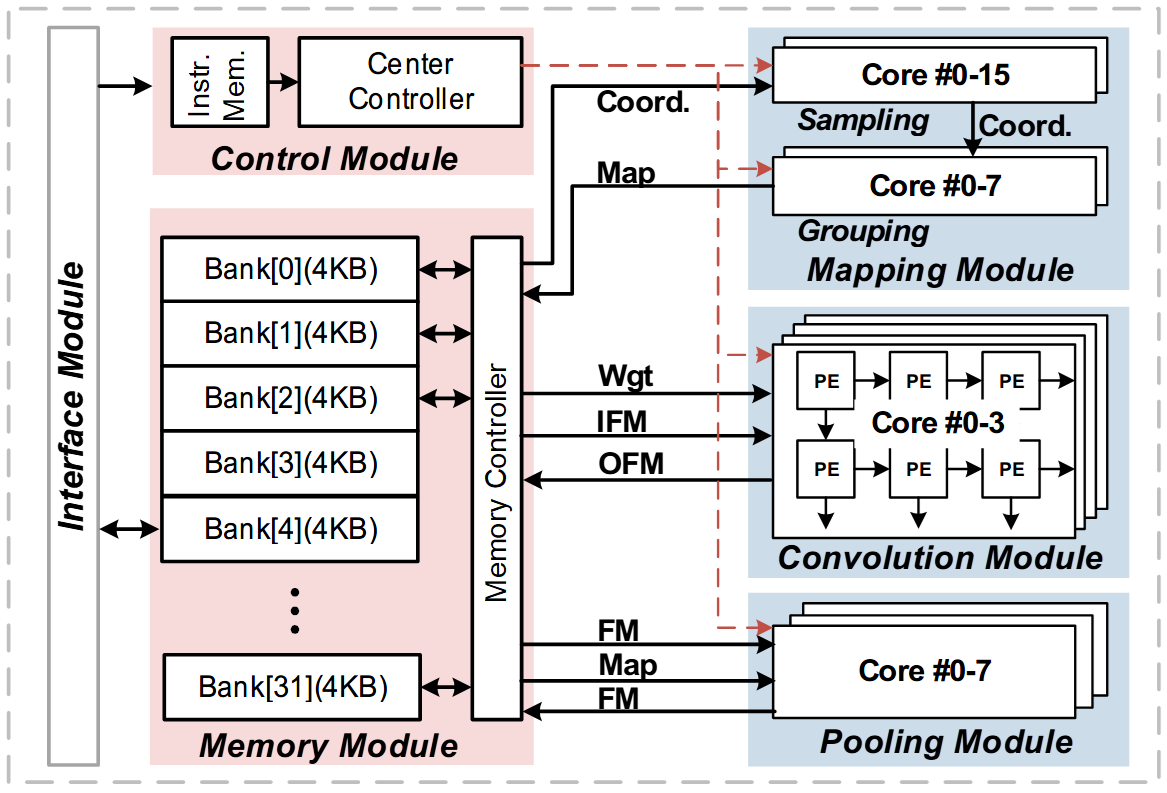 Interface Module
Instr.
Mem.
Center
Controller
Control Module
Bank[0](4KB)
Bank[1](4KB)
Bank[2](4KB)
Bank[3](4KB)
Bank[4](4KB)
Bank[31](4KB)
Memory Controller
Memory Module
Coord.
Map
Wgt
IFM
OFM
FM
Map
FM
Core #0-15
Sampling
Coord.
Core #0-7
Grouping
Mapping Module
PE
PE
PE
Core #0-3
PE
PE
PE
Convolution Module
Core #0-7
Pooling Module